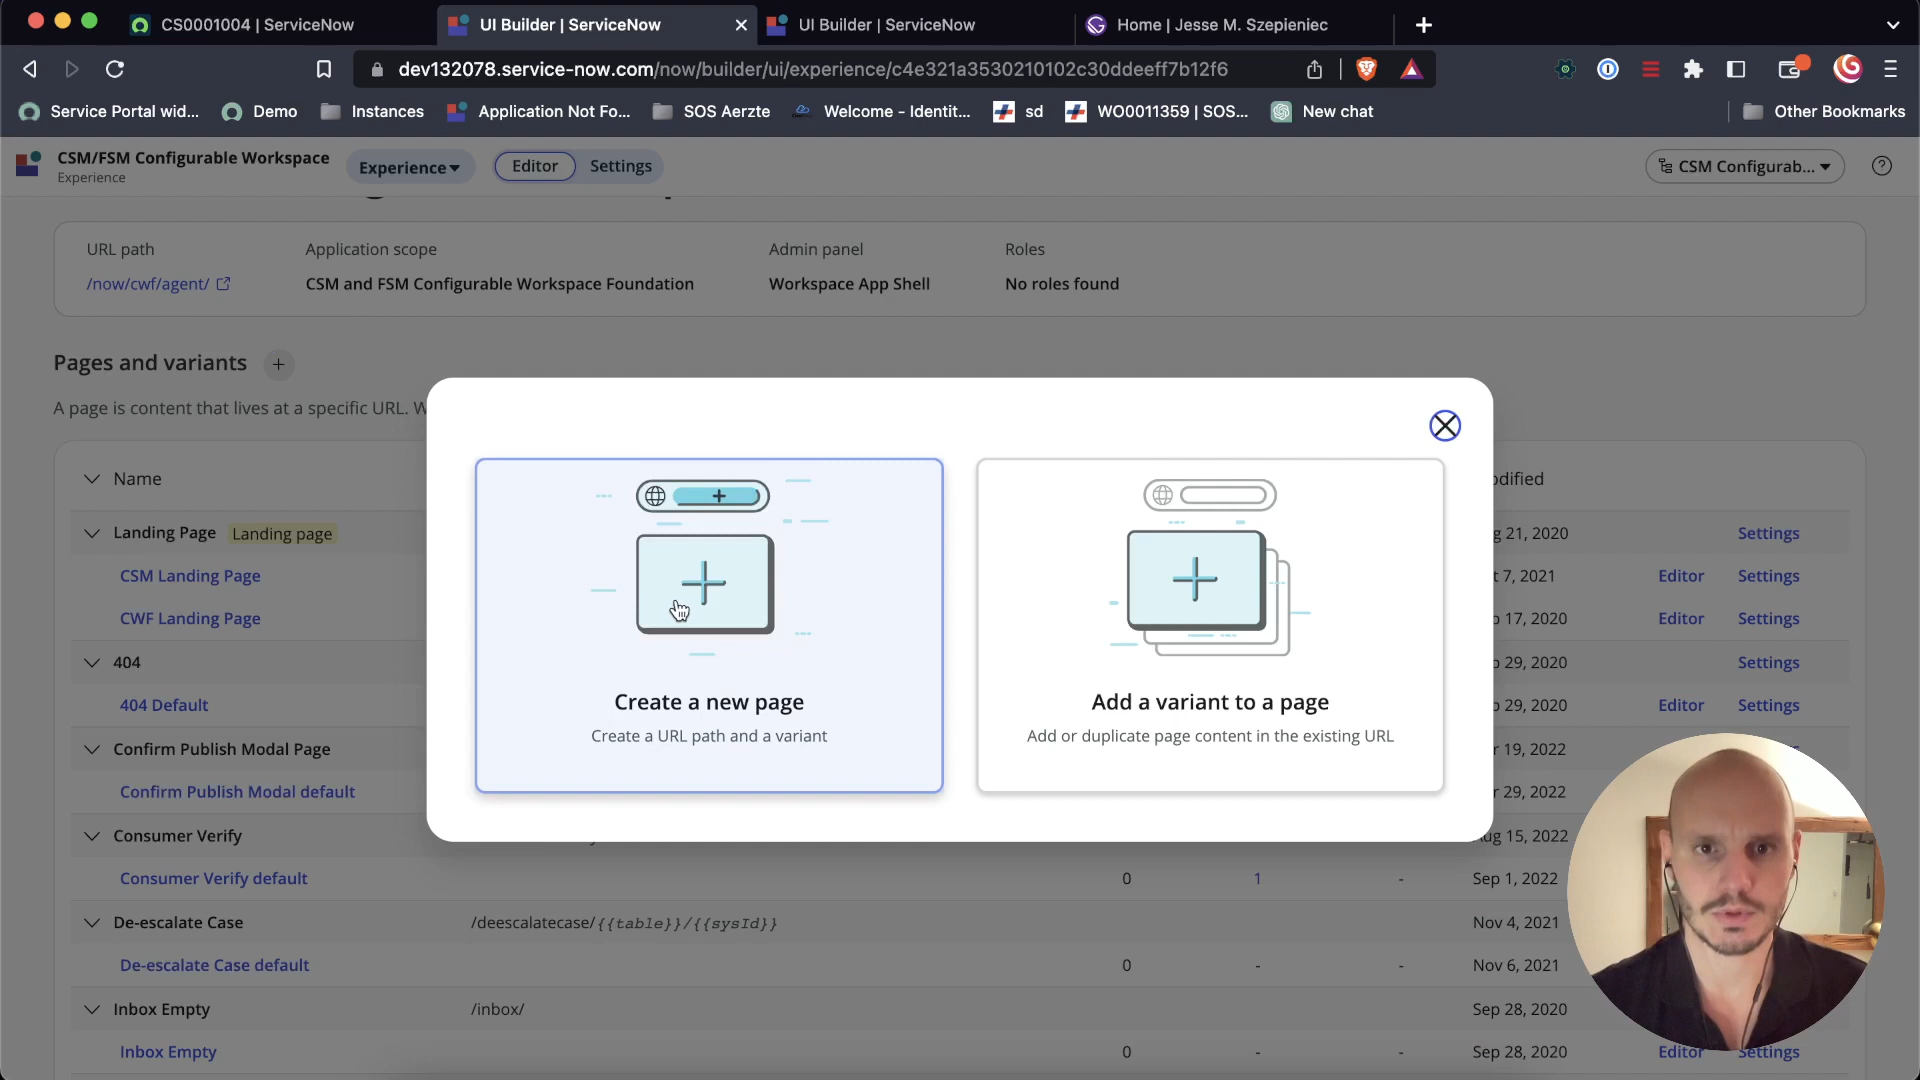 CS0001004 | ServiceNow
UI Builder | ServiceNow
UI Builder | ServiceNow
Home | Jesse M. Szepieniec
dev132078.service-now.com/now/builder/ui/experience/c4e321a3530210102c30ddeeff7b12f6
Service Portal wid...
Demo
Instances
Application Not Fo...
SOS Aerzte
Welcome - Identit...
sd
WO0011359 | SOS...
New chat
Other Bookmarks
CSM/FSM Configurable Workspace
Experience
Experience
Editor
Settings
CSM Configurab...
URL path
Application scope
Admin panel
Roles
/now/cwf/agent/
CSM and FSM Configurable Workspace Foundation
Workspace App Shell
No roles found
Pages and variants
A page is content that lives at a specific URL. W
Name
odified
Landing Page
Landing page
g 21, 2020
Settings
CSM Landing Page
t 7, 2021
Editor
Settings
CWF Landing Page
p 17, 2020
Editor
Settings
404
p 29, 2020
Settings
404 Default
p 29, 2020
Editor
Settings
Confirm Publish Modal Page
r 19, 2022
Confirm Publish Modal default
r 29, 2022
Create a new page
Create a URL path and a variant
Add a variant to a page
Add or duplicate page content in the existing URL
Consumer Verify
Aug 15, 2022
Consumer Verify default
0
1
-
Sep 1, 2022
De-escalate Case
/deescalatecase/{{table}}/{{sysId}}
Nov 4, 2021
De-escalate Case default
0
-
-
Nov 6, 2021
Inbox Empty
/inbox/
Sep 28, 2020
Inbox Empty
0
-
-
Sep 28, 2020
Editor
Settings